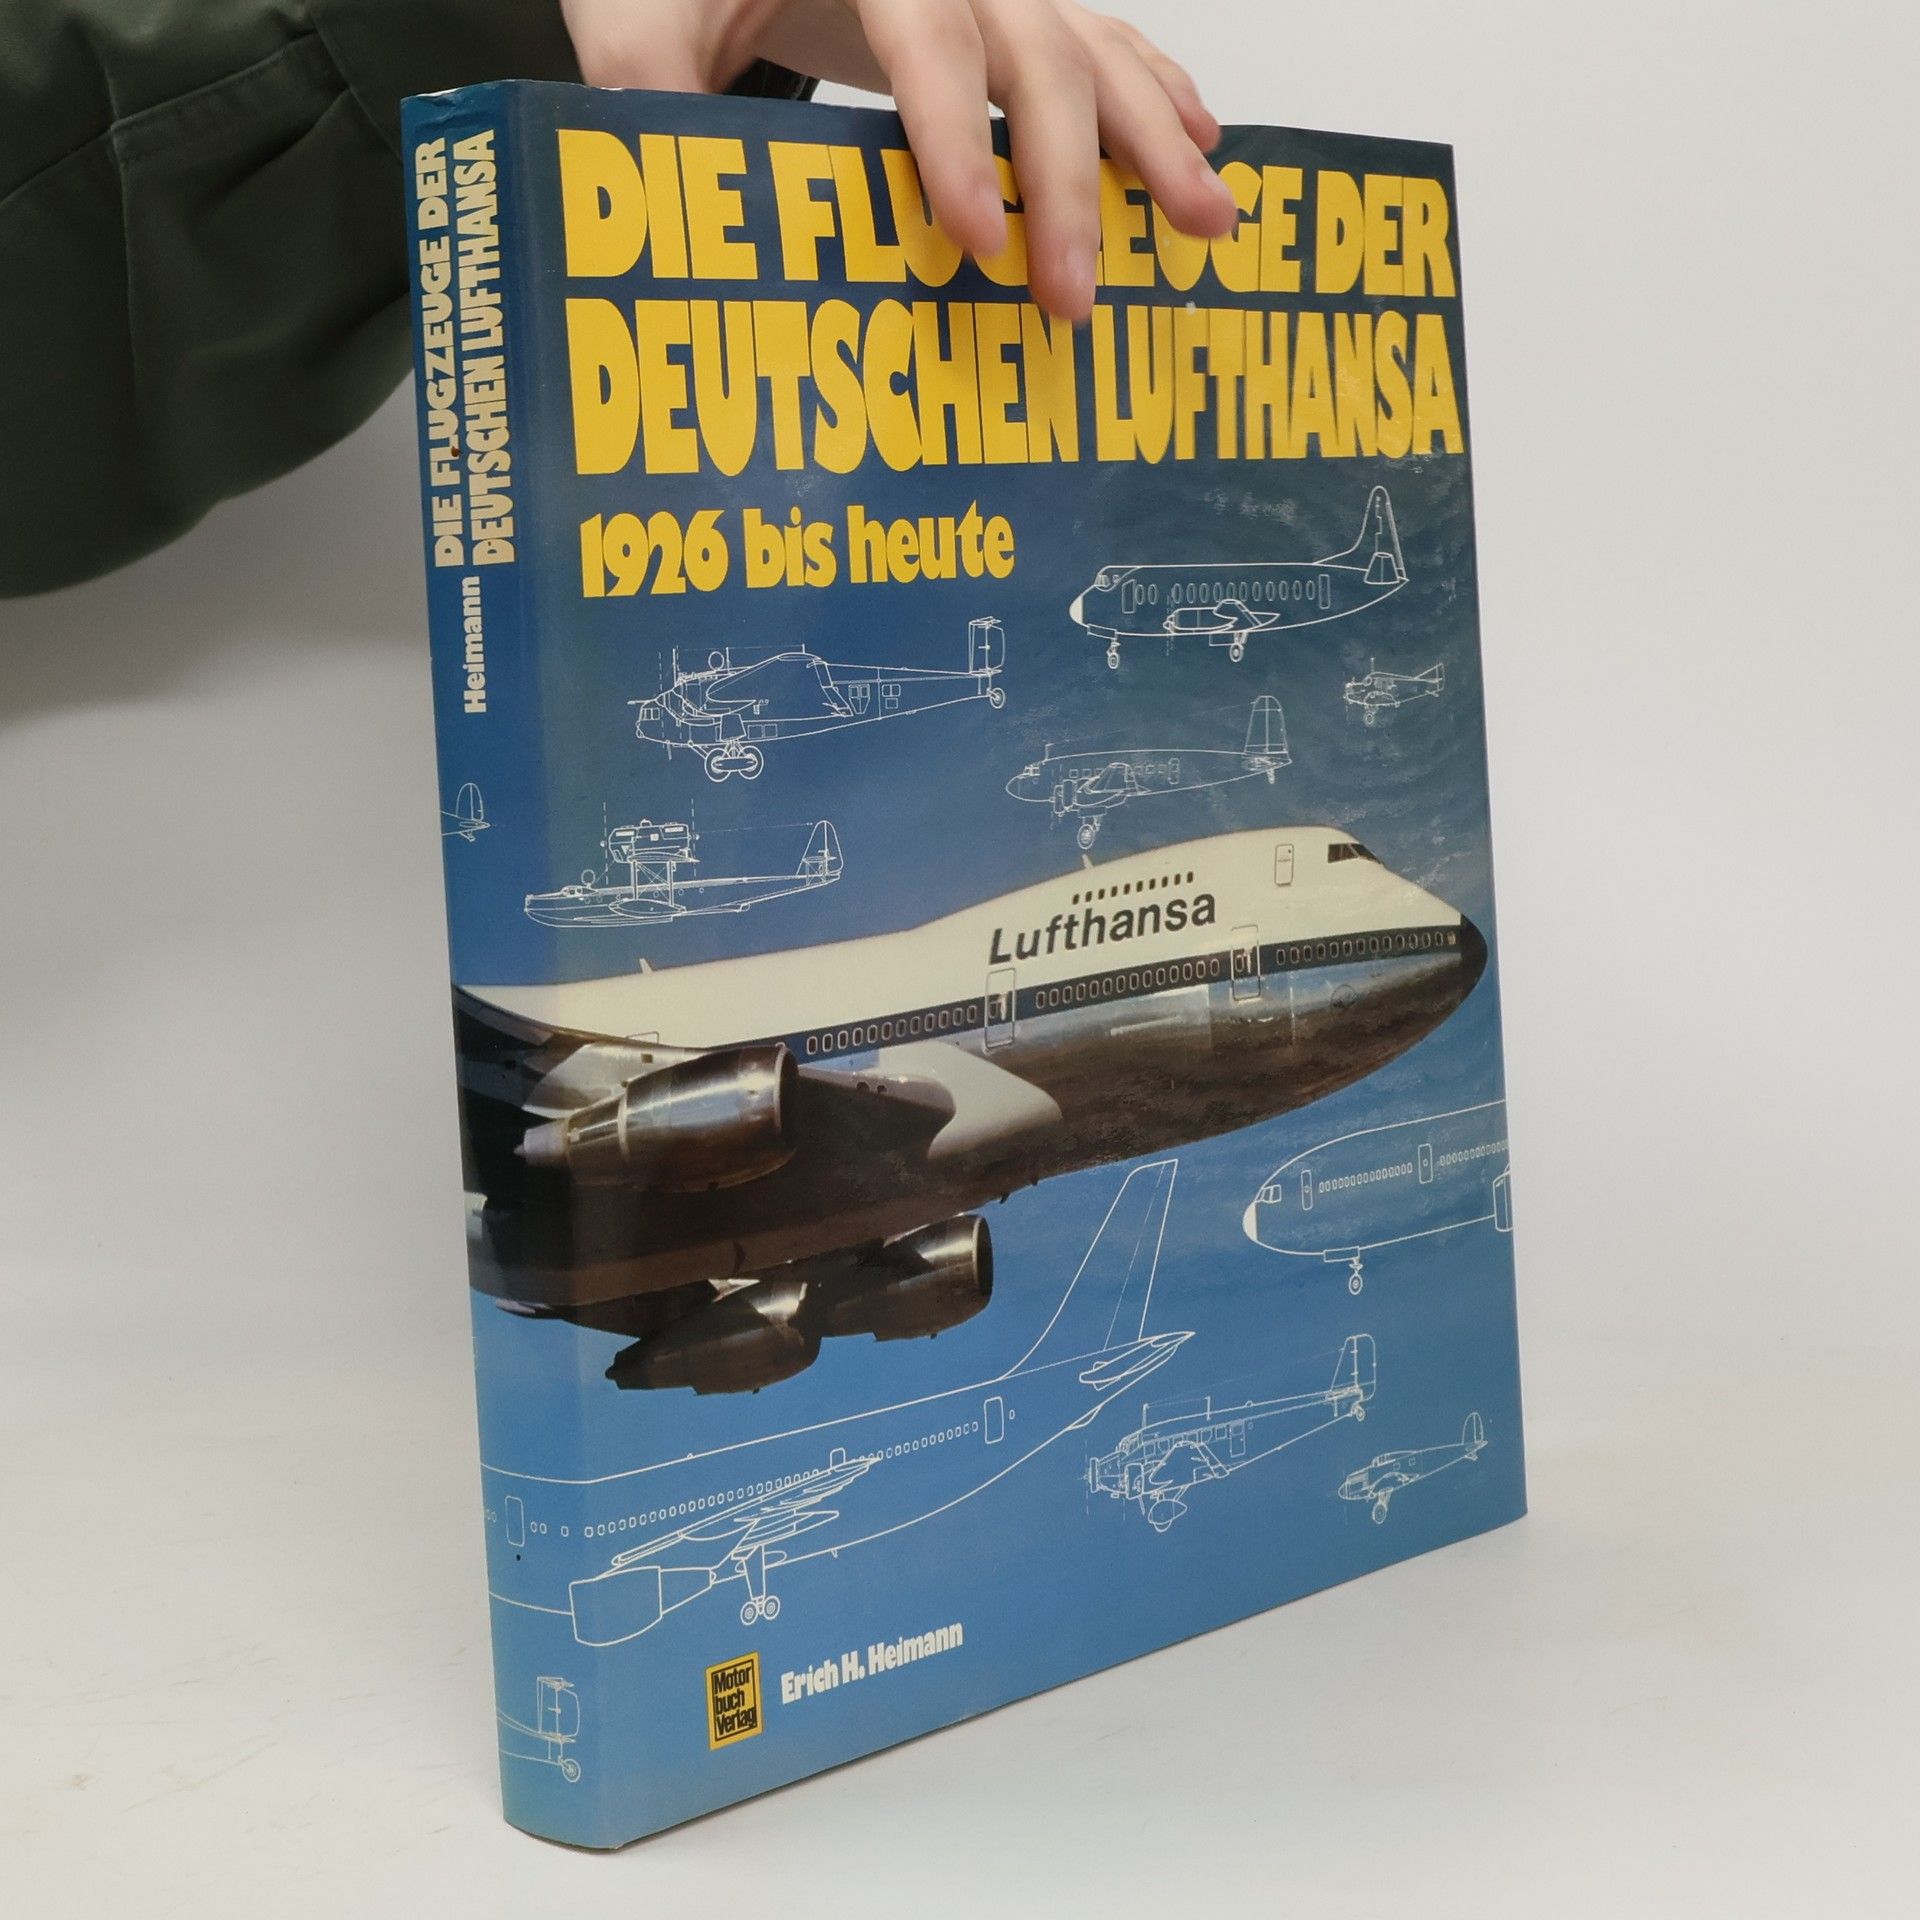 DIE FLUGZEUGE DER
DEUTSCHEN LUFTHANSA
Heimann
DIE FLUGZEUGE DER
DEUTSCHEN LUFTHANSA
1926 bis heute
Lufthansa
Motor
buch
Verlag
Erich H. Heimann